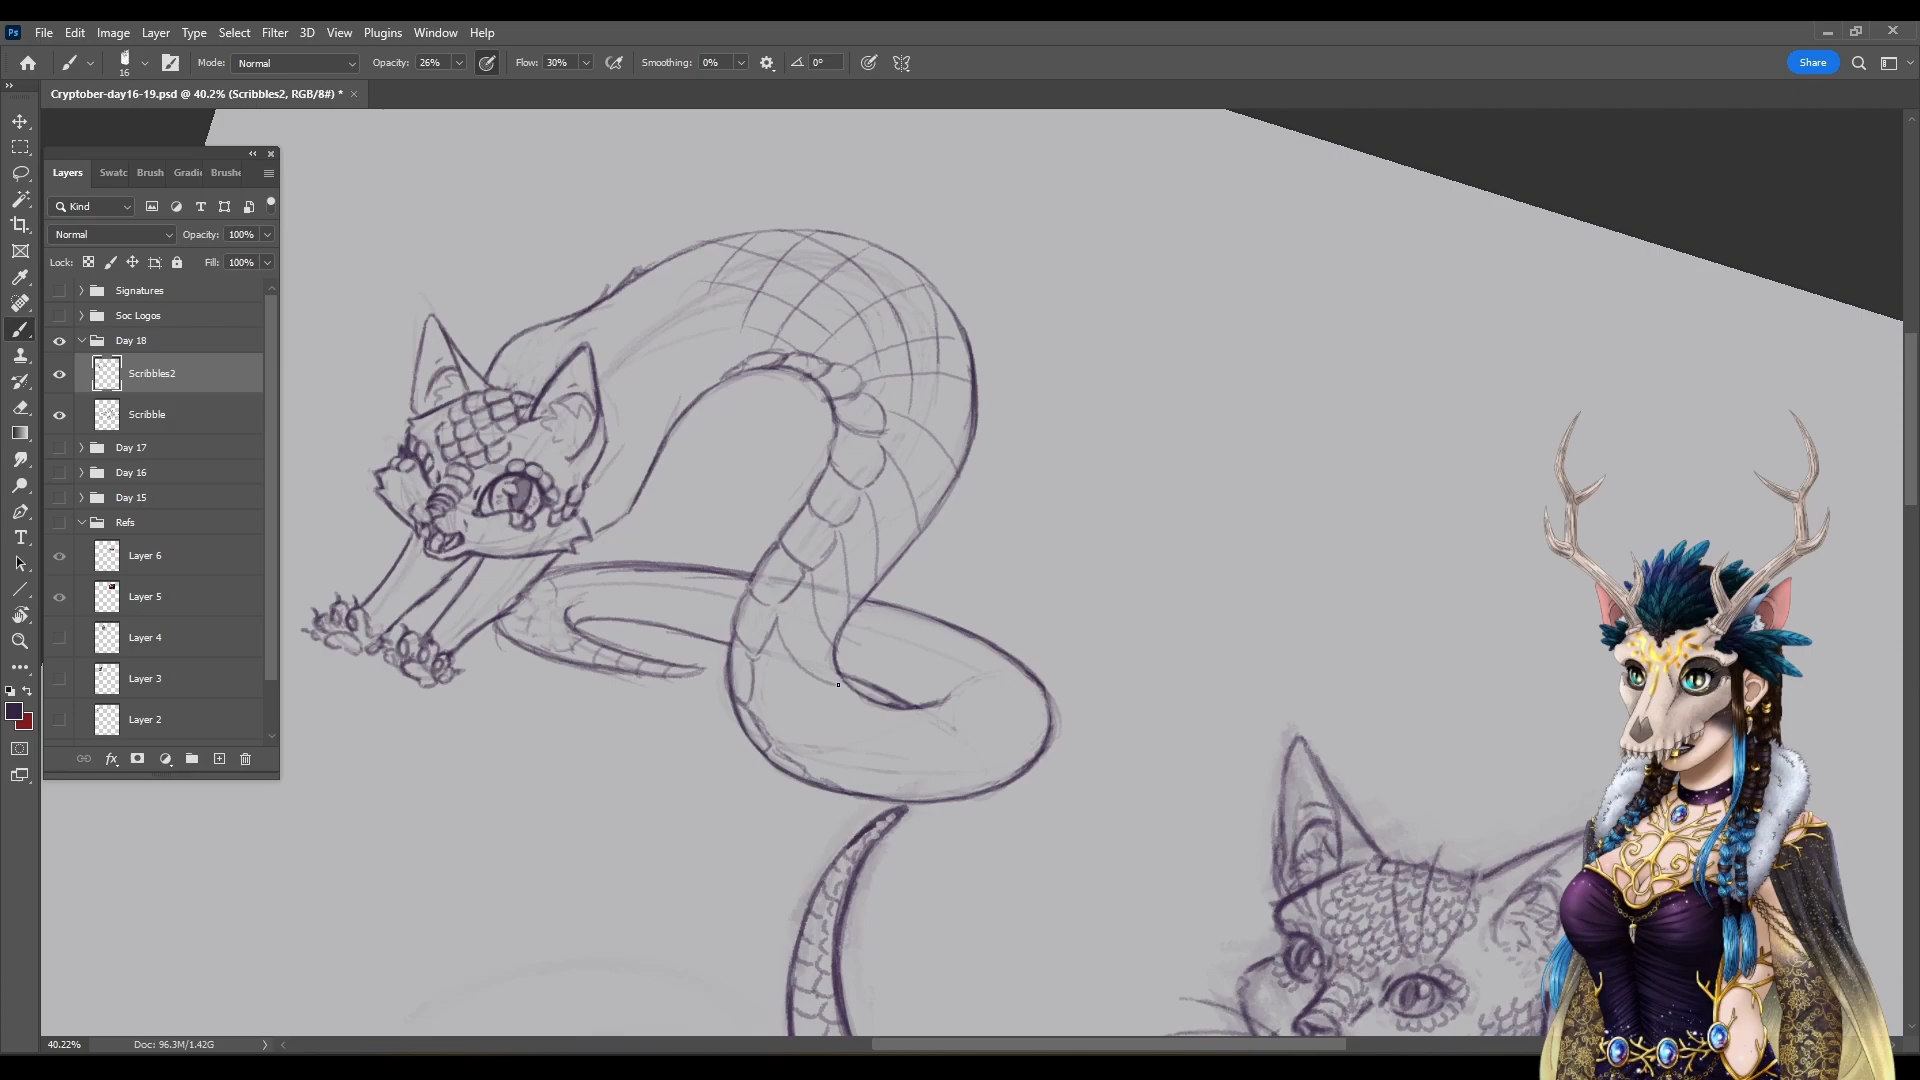 Ps File Edit Image Layer Type Select Filter 3D View Plugins Window Help
16 Mode: Normal Opacity: 26% Flow: 30% Smoothing: 0% 0° Share
Cryptober-day16-19.psd @ 40.2% (Scribbles2, RGB/8#) *
Layers Swatc Brush Gradi Brushe
Kind
Normal Opacity: 100%
Lock: Fill: 100%
Signatures
Soc Logos
Day 18
Scribbles2
Scribble
Day 17
Day 16
Day 15
Refs
Layer 6
Layer 5
Layer 4
Layer 3
Layer 2
fx
40.22% Doc: 96.3M/1.42G